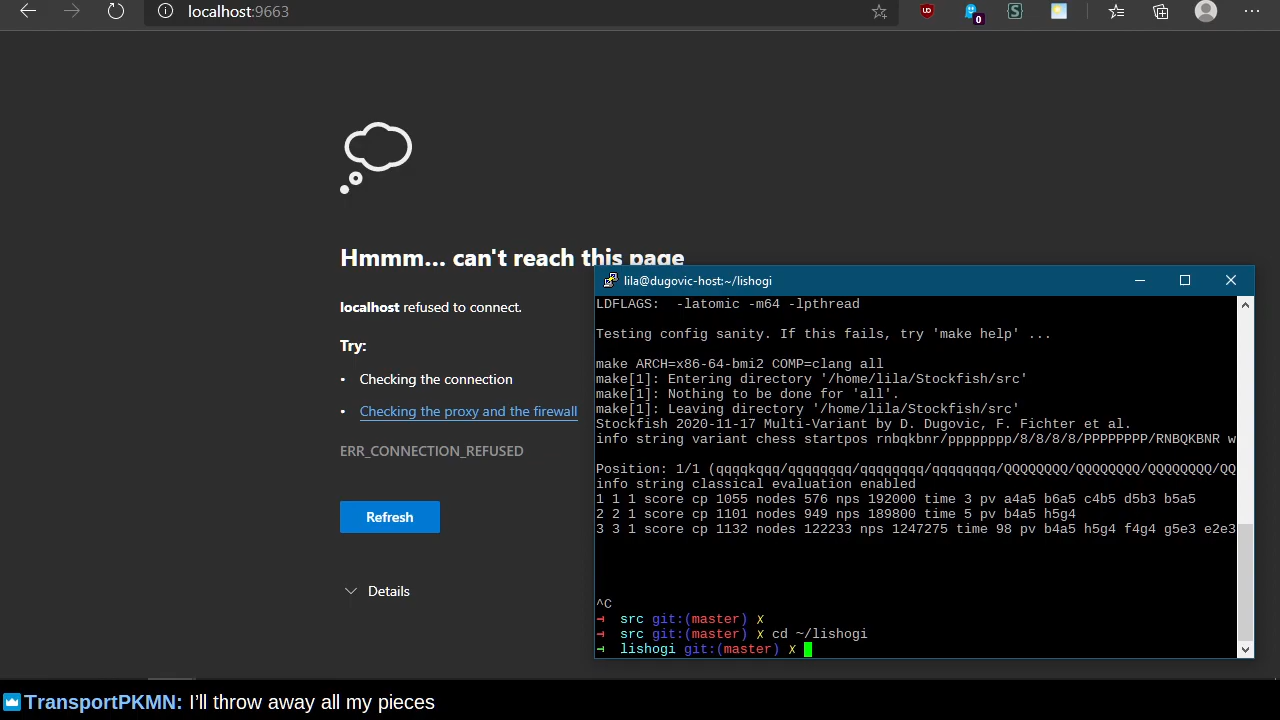 localhost:9663
UD
0
S
Hmmm... can't reach this page
localhost refused to connect.
Try:
• Checking the connection
• Checking the proxy and the firewall
ERR_CONNECTION_REFUSED
Refresh
Details
lila@dugovic-host:~/lishogi
LDFLAGS:  -latomic -m64 -lpthread
Testing config sanity. If this fails, try 'make help' ...
make ARCH=x86-64-bmi2 COMP=clang all
make[1]: Entering directory '/home/lila/Stockfish/src'
make[1]: Nothing to be done for 'all'.
make[1]: Leaving directory '/home/lila/Stockfish/src'
Stockfish 2020-11-17 Multi-Variant by D. Dugovic, F. Fichter et al.
info string variant chess startpos rnbqkbnr/pppppppp/8/8/8/8/PPPPPPPP/RNBQKBNR w
Position: 1/1 (qqqqkqqq/qqqqqqqq/qqqqqqqq/qqqqqqqq/QQQQQQQQ/QQQQQQQQ/QQQQQQQQ/QQ
info string classical evaluation enabled
1 1 1 score cp 1055 nodes 576 nps 192000 time 3 pv a4a5 b6a5 c4b5 d5b3 b5a5
2 2 1 score cp 1101 nodes 949 nps 189800 time 5 pv b4a5 h5g4
3 3 1 score cp 1132 nodes 122233 nps 1247275 time 98 pv b4a5 h5g4 f4g4 g5e3 e2e3
^C
→ src git:(master) ✗
→ src git:(master) ✗ cd ~/lishogi
→ lishogi git:(master) ✗
TransportPKMN: I'll throw away all my pieces